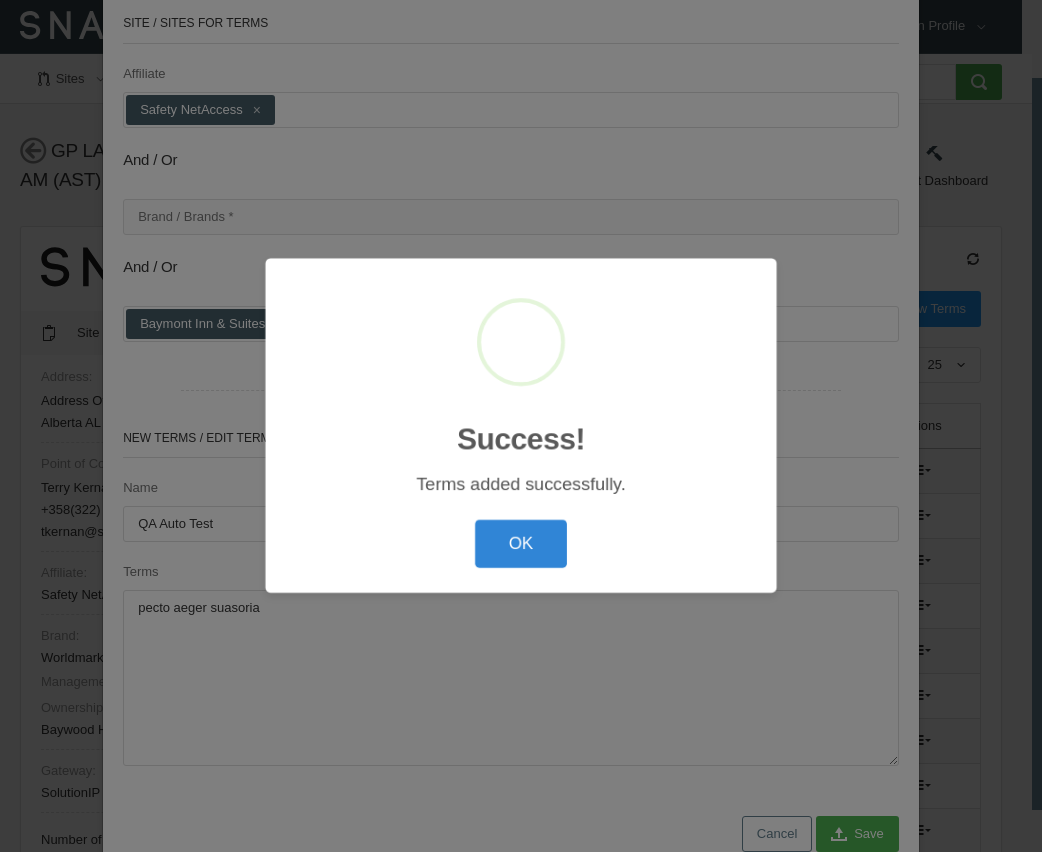 SNA
n Profile
SITE / SITES FOR TERMS
Sites
Affiliate
Safety NetAccess ×
GP LA
AM (AST)
And / Or
t Dashboard
Brand / Brands *
SN
And / Or
w Terms
Baymont Inn & Suites
Site
25
Address:
Address O
Alberta AL
ions
NEW TERMS / EDIT TERM
Success!
Point of Co
Terry Kerna
+358(322)
tkernan@s
Name
Terms added successfully.
QA Auto Test
OK
Affiliate:
Safety Net
Terms
pecto aeger suasoria
Brand:
Worldmark
Manageme
Ownership
Baywood H
Gateway:
SolutionIP
Number of
Cancel
Save